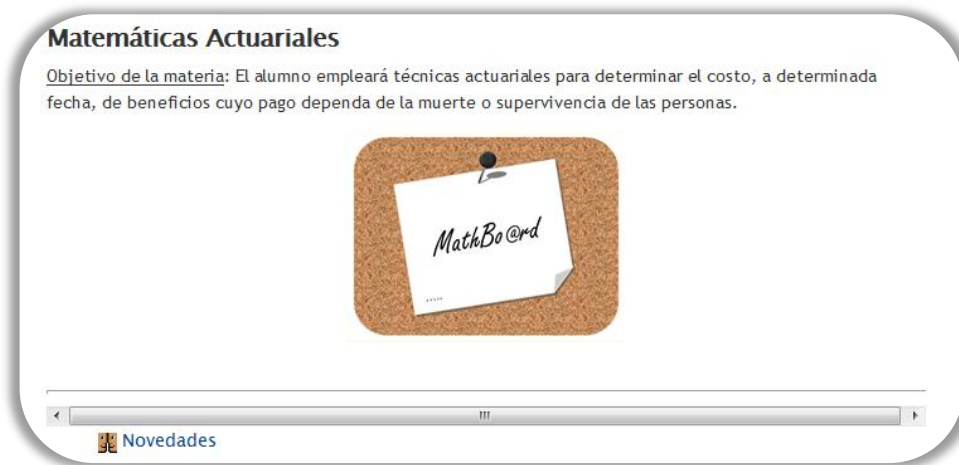 Matemáticas Actuariales
Objetivo de la materia: El alumno empleará técnicas actuariales para determinar el costo, a determinada
fecha, de beneficios cuyo pago dependa de la muerte o supervivencia de las personas.
MathBo@rd
Novedades